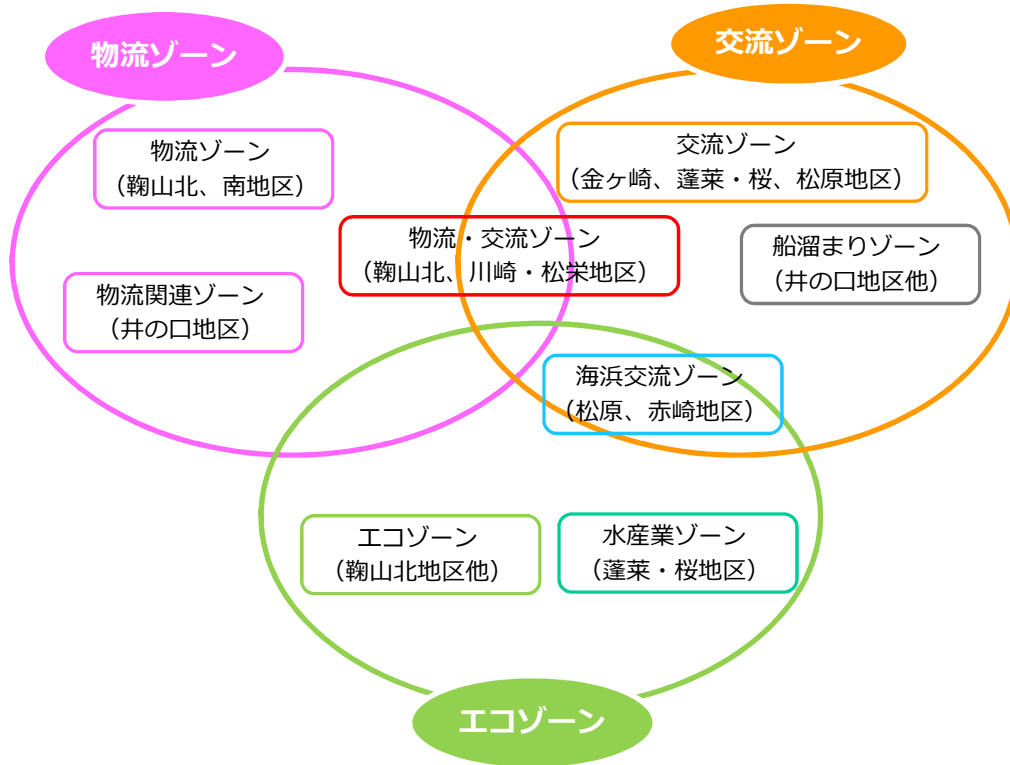 物流ゾーン
交流ゾーン
物流ゾーン
（鞠山北、南地区）
交流ゾーン
（金ヶ崎、蓬莱・桜、松原地区）
物流・交流ゾーン
（鞠山北、川崎・松栄地区）
船溜まりゾーン
（井の口地区他）
物流関連ゾーン
（井の口地区）
海浜交流ゾーン
（松原、赤崎地区）
エコゾーン
（鞠山北地区他）
水産業ゾーン
（蓬莱・桜地区）
エコゾーン